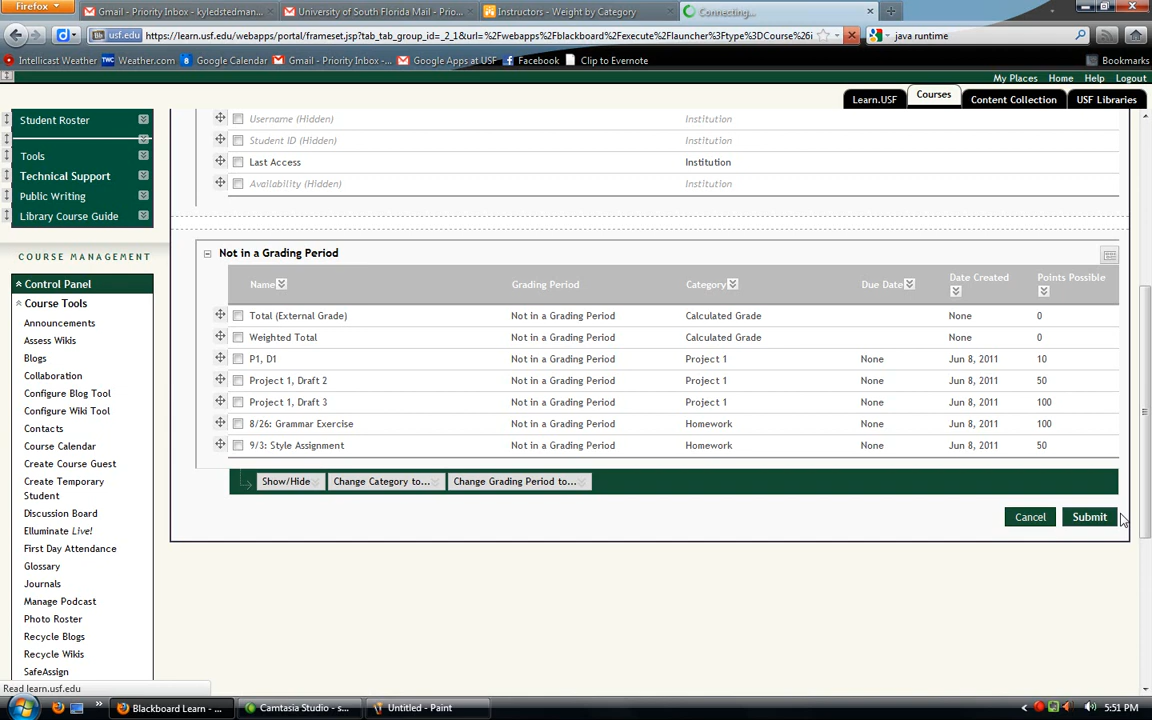 Firefox
Gmail - Priority Inbox - kyledstedman...
University of South Florida Mail - Prio...
Instructors - Weight by Category
Connecting...
usf.edu
https://learn.usf.edu/webapps/portal/frameset.jsp?tab_tab_group_id=_2_1&url=%2Fwebapps%2Fblackboard%2Fexecute%2Flauncher%3Ftype%3DCourse%26i
java runtime
Intellicast Weather
TWC Weather.com
Google Calendar
Gmail - Priority Inbox -...
Google Apps at USF
Facebook
Clip to Evernote
Bookmarks
My Places Home Help Logout
Learn.USF
Courses
Content Collection
USF Libraries
Student Roster
Tools
Technical Support
Public Writing
Library Course Guide
COURSE MANAGEMENT
Control Panel
Course Tools
Announcements
Assess Wikis
Blogs
Collaboration
Configure Blog Tool
Configure Wiki Tool
Contacts
Course Calendar
Create Course Guest
Create Temporary
Student
Discussion Board
Elluminate Live!
First Day Attendance
Glossary
Journals
Manage Podcast
Photo Roster
Recycle Blogs
Recycle Wikis
SafeAssign
Username (Hidden) Institution
Student ID (Hidden) Institution
Last Access Institution
Availability (Hidden) Institution
Not in a Grading Period
Name Grading Period Category Due Date Date Created Points Possible
Total (External Grade) Not in a Grading Period Calculated Grade None 0
Weighted Total Not in a Grading Period Calculated Grade None 0
P1, D1 Not in a Grading Period Project 1 None Jun 8, 2011 10
Project 1, Draft 2 Not in a Grading Period Project 1 None Jun 8, 2011 50
Project 1, Draft 3 Not in a Grading Period Project 1 None Jun 8, 2011 100
8/26: Grammar Exercise Not in a Grading Period Homework None Jun 8, 2011 100
9/3: Style Assignment Not in a Grading Period Homework None Jun 8, 2011 50
Show/Hide Change Category to... Change Grading Period to...
Cancel Submit
Read learn.usf.edu
Blackboard Learn - ...
Camtasia Studio - s...
Untitled - Paint
5:51 PM